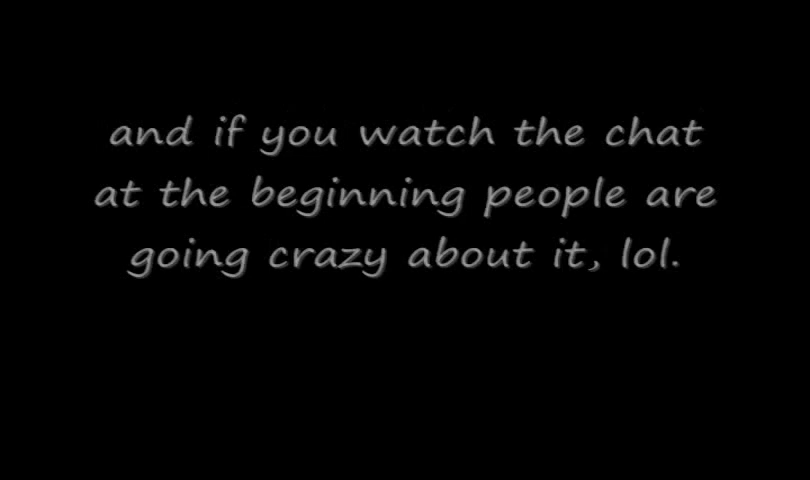 and if you watch the chat
at the beginning people are
going crazy about it, lol.